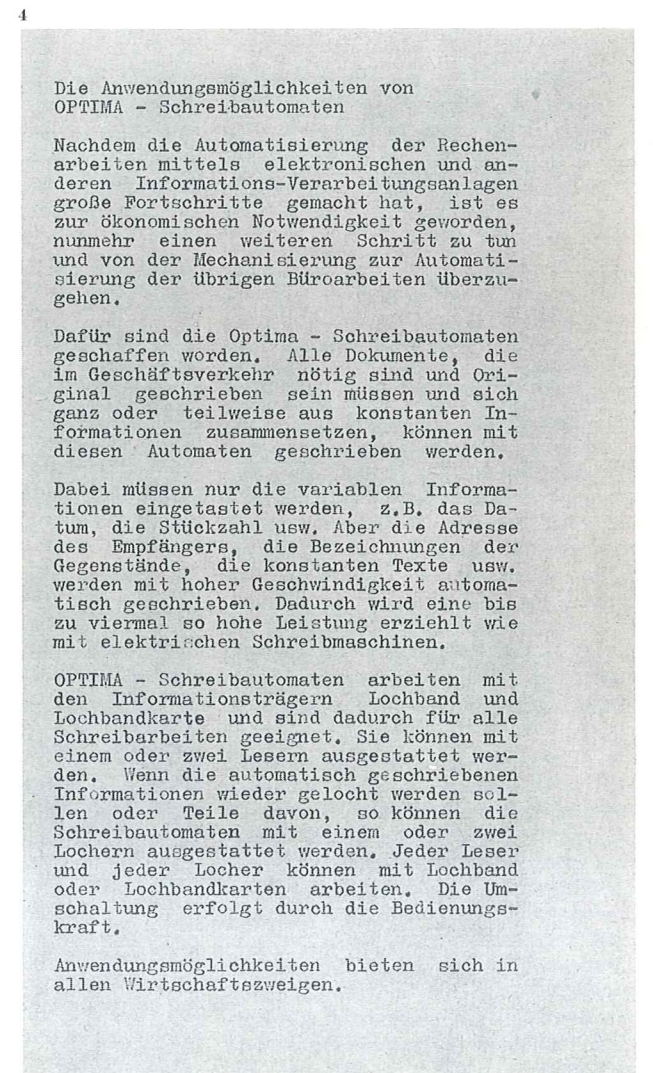 4
Die Anwendungsmöglichkeiten von
OPTIMA - Schreibautomaten
Nachdem die Automatisierung der Rechen-
arbeiten mittels elektronischen und an-
deren Informations-Verarbeitungsanlagen
große Fortschritte gemacht hat, ist es
zur ökonomischen Notwendigkeit geworden,
nunmehr einen weiteren Schritt zu tun
und von der Mechanisierung zur Automati-
sierung der übrigen Büroarbeiten überzu-
gehen.
Dafür sind die Optima - Schreibautomaten
geschaffen worden. Alle Dokumente, die
im Geschäftsverkehr nötig sind und Ori-
ginal geschrieben sein müssen und sich
ganz oder teilweise aus konstanten In-
formationen zusammensetzen, können mit
diesen Automaten geschrieben werden.
Dabei müssen nur die variablen Informa-
tionen eingetastet werden, z.B. das Da-
tum, die Stückzahl usw. Aber die Adresse
des Empfängers, die Bezeichnungen der
Gegenstände, die konstanten Texte usw.
werden mit hoher Geschwindigkeit automa-
tisch geschrieben. Dadurch wird eine bis
zu viermal so hohe Leistung erziehlt wie
mit elektrischen Schreibmaschinen.
OPTIMA - Schreibautomaten arbeiten mit
den Informationsträgern Lochband und
Lochbandkarte und sind dadurch für alle
Schreibarbeiten geeignet. Sie können mit
einem oder zwei Lesern ausgestattet wer-
den. Wenn die automatisch geschriebenen
Informationen wieder gelocht werden sol-
len oder Teile davon, so können die
Schreibautomaten mit einem oder zwei
Lochern ausgestattet werden. Jeder Leser
und jeder Locher können mit Lochband
oder Lochbandkarten arbeiten. Die Um-
schaltung erfolgt durch die Bedienungs-
kraft.
Anwendungsmöglichkeiten bieten sich in
allen Wirtschaftszweigen.